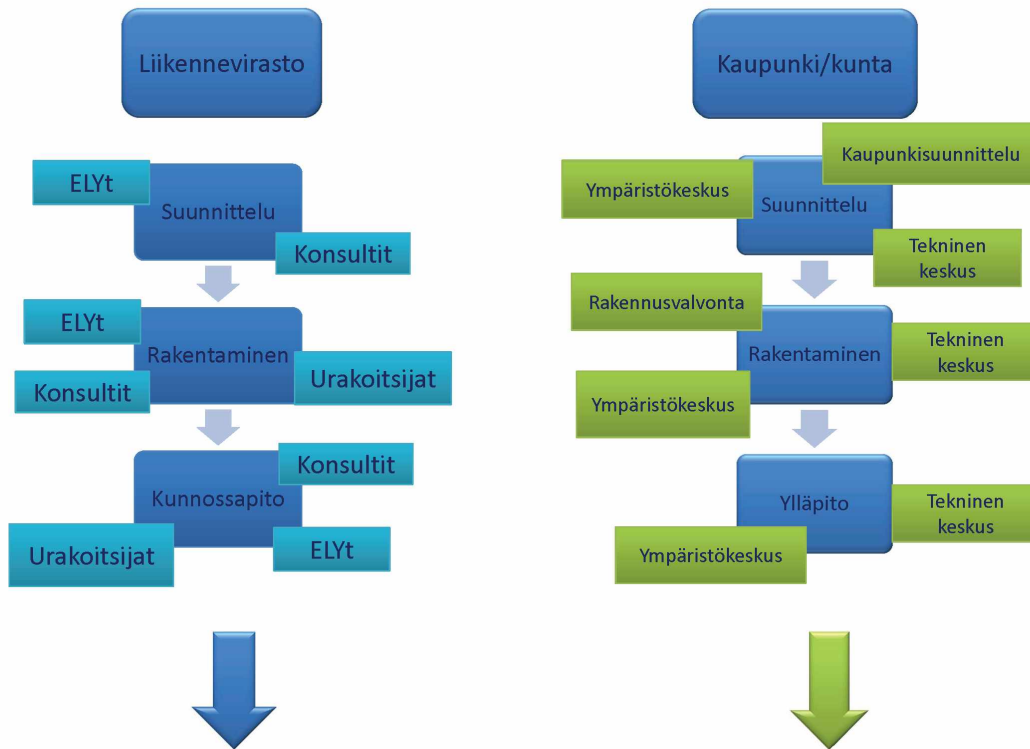 Liikennevirasto
ELYt
Suunnittelu
Konsultit
ELYt
Rakentaminen
Konsultit
Urakoitsijat
Konsultit
Kunnossapito
Urakoitsijat
ELYt
Kaupunki/kunta
Kaupunkisuunnittelu
Ympäristökeskus
Suunnittelu
Tekninen
keskus
Rakennusvalvonta
Rakentaminen
Tekninen
keskus
Ympäristökeskus
Ylläpito
Tekninen
keskus
Ympäristökeskus